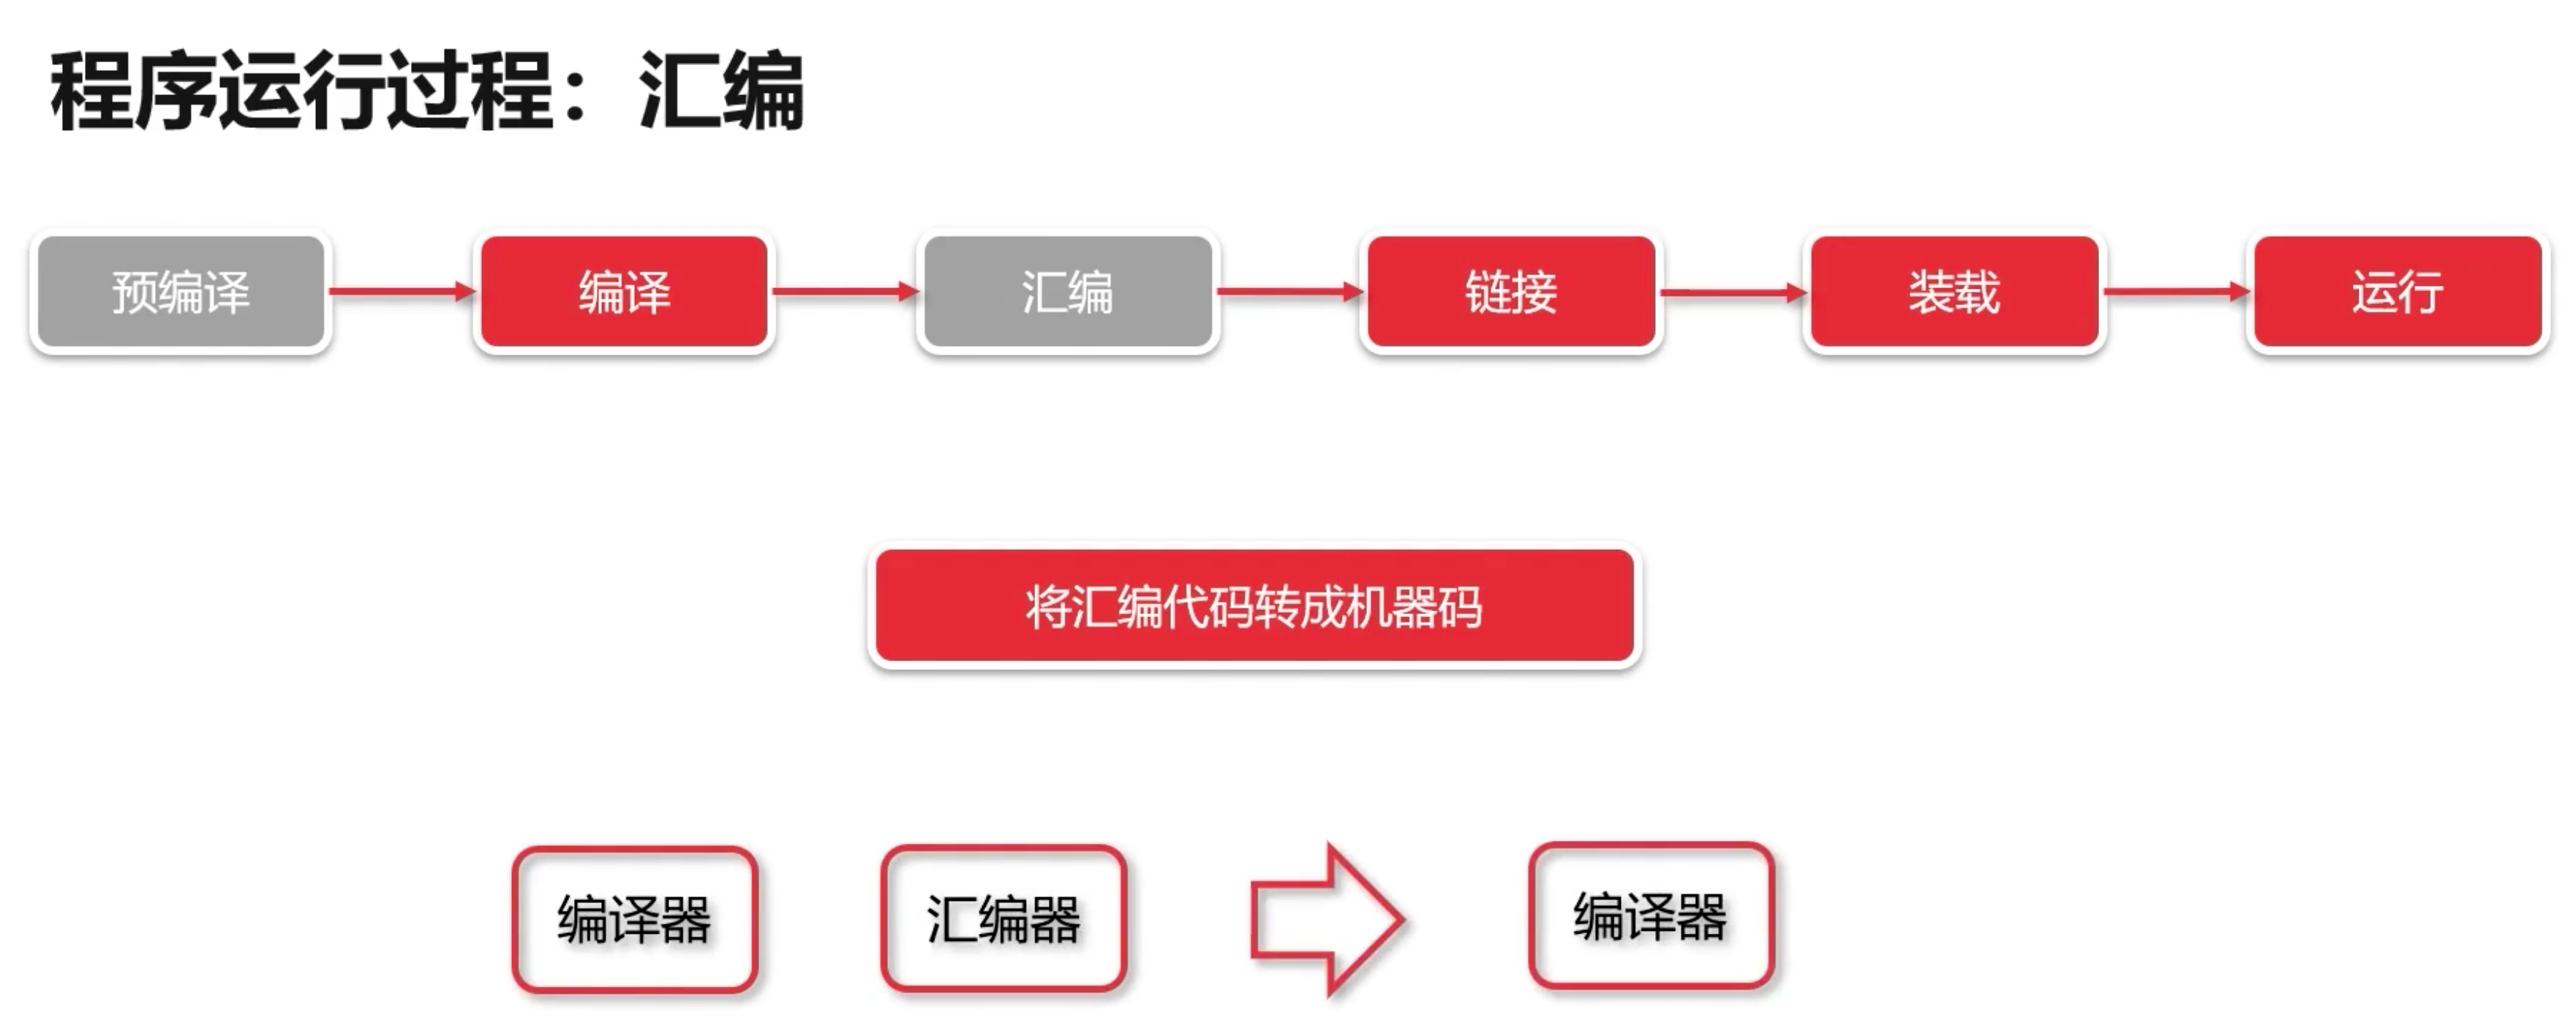 程序运行过程：汇编
预编译
编译
汇编
链接
装载
运行
将汇编代码转成机器码
编译器
汇编器
编译器